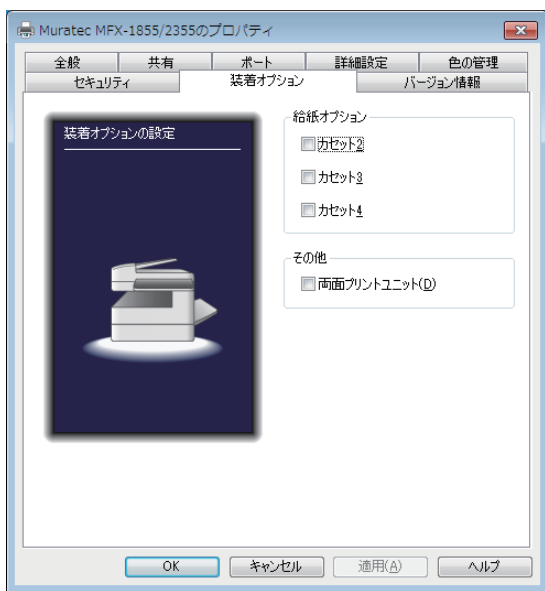 Muratec MFX-1855/2355のプロパティ
全般 共有 ポート 詳細設定 色の管理
セキュリティ 装着オプション バージョン情報
装着オプションの設定
給紙オプション
カセット2
カセット3
カセット4
その他
両面プリントユニット(D)
OK キャンセル 適用(A) ヘルプ